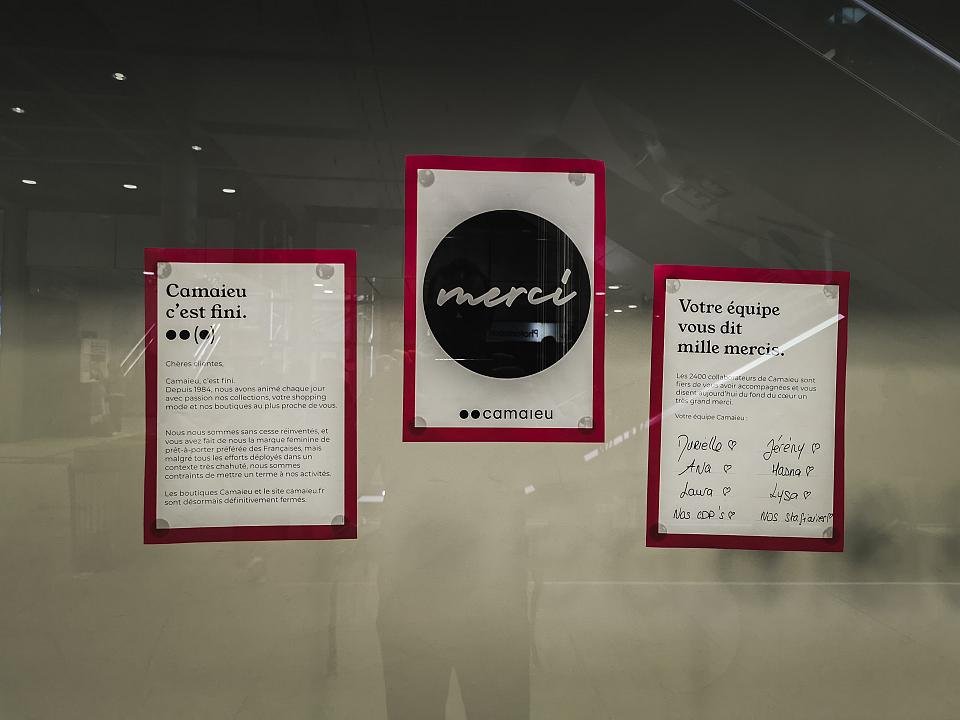 Camaieu
c'est fini.
Chères clientes,
Camaieu, c'est fini.
Depuis 1984, nous avons animé chaque jour
avec passion nos collections, votre shopping
mode et nos boutiques au plus proche de vous.
Nous nous sommes sans cesse réinventés, et
vous avez fait de nous la marque féminine de
prêt-à-porter préférée des Françaises, mais
malgré tous les efforts déployés dans un
contexte très chahuté, nous sommes
contraints de mettre un terme à nos activités.
Les boutiques Camaieu et le site camaieu.fr
sont désormais définitivement fermés.
merci
camaieu
Votre équipe
vous dit
mille mercis.
Les 2400 collaborateurs de Camaieu sont
fiers de vous avoir accompagnées et vous
disent aujourd'hui du fond du cœur un
très grand merci.
Votre équipe Camaieu :
Murielle ♡ Jérémy ♡
Ana ♡ Hasna ♡
Laura ♡ Lysa ♡
Nos CDP's ♡ Nos stagiaires ♡